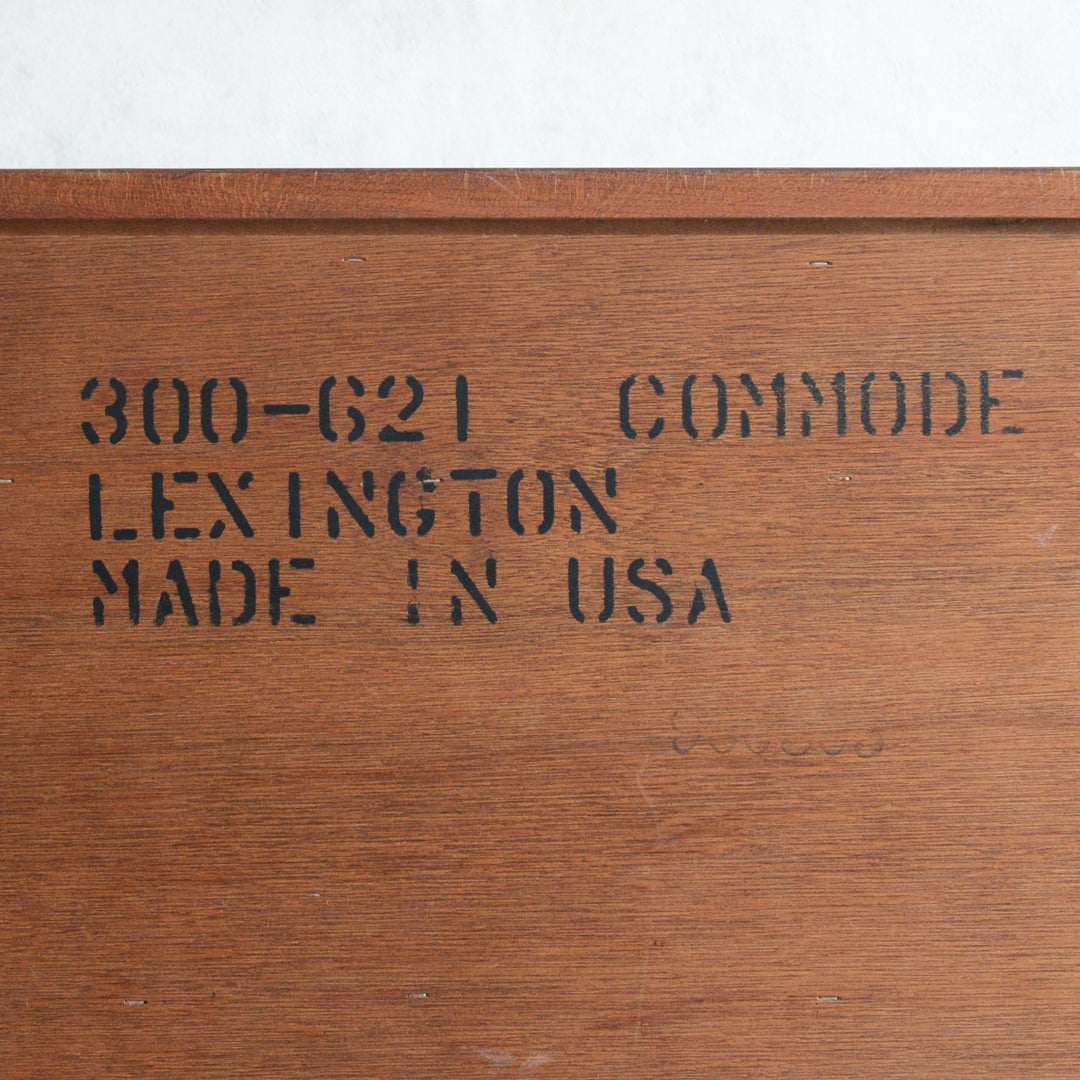 300-621 COMMODE
LEXINGTON
MADE IN USA